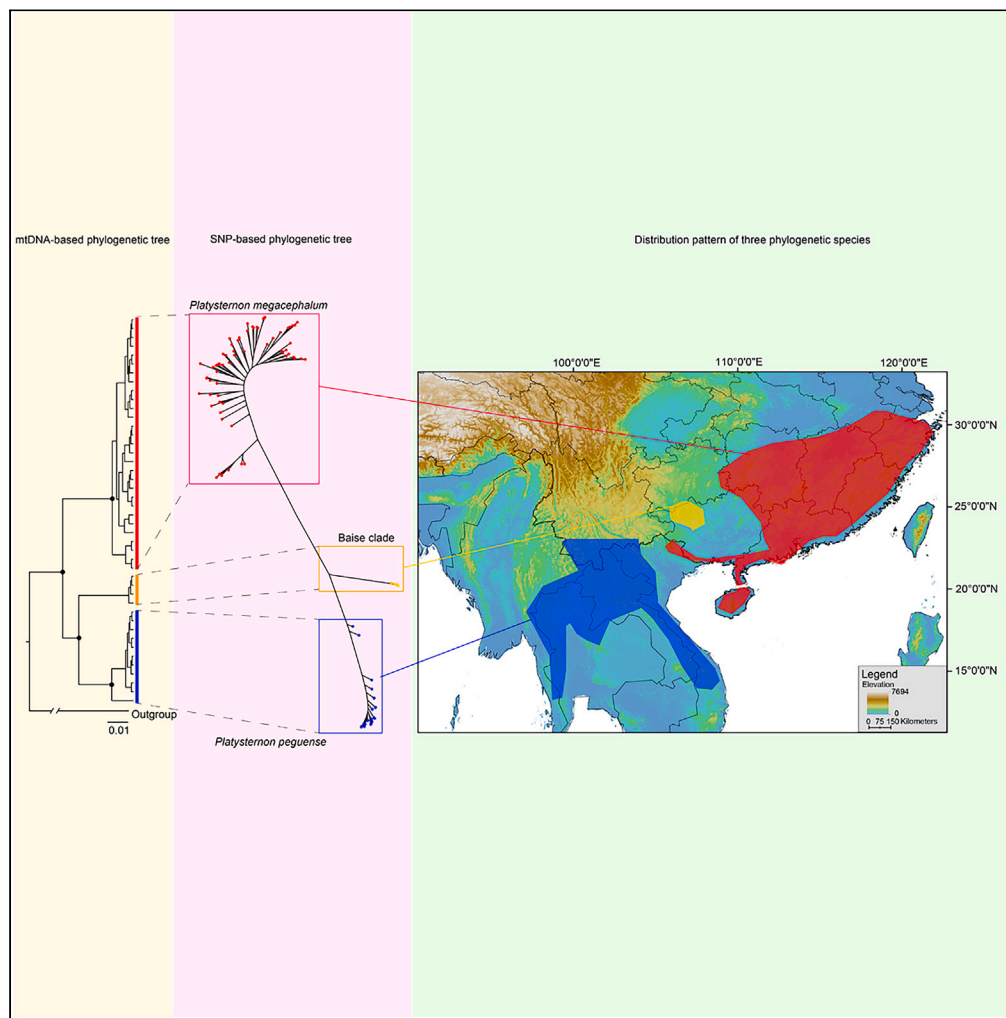 mtDNA-based phylogenetic tree
SNP-based phylogenetic tree
Distribution pattern of three phylogenetic species
Platysternon megacephalum
Baise clade
Platysternon peguense
Outgroup
0.01
100°0'0"E
110°0'0"E
120°0'0"E
30°0'0"N
25°0'0"N
20°0'0"N
15°0'0"N
Legend
Elevation
7694
0
0 75 150 Kilometers